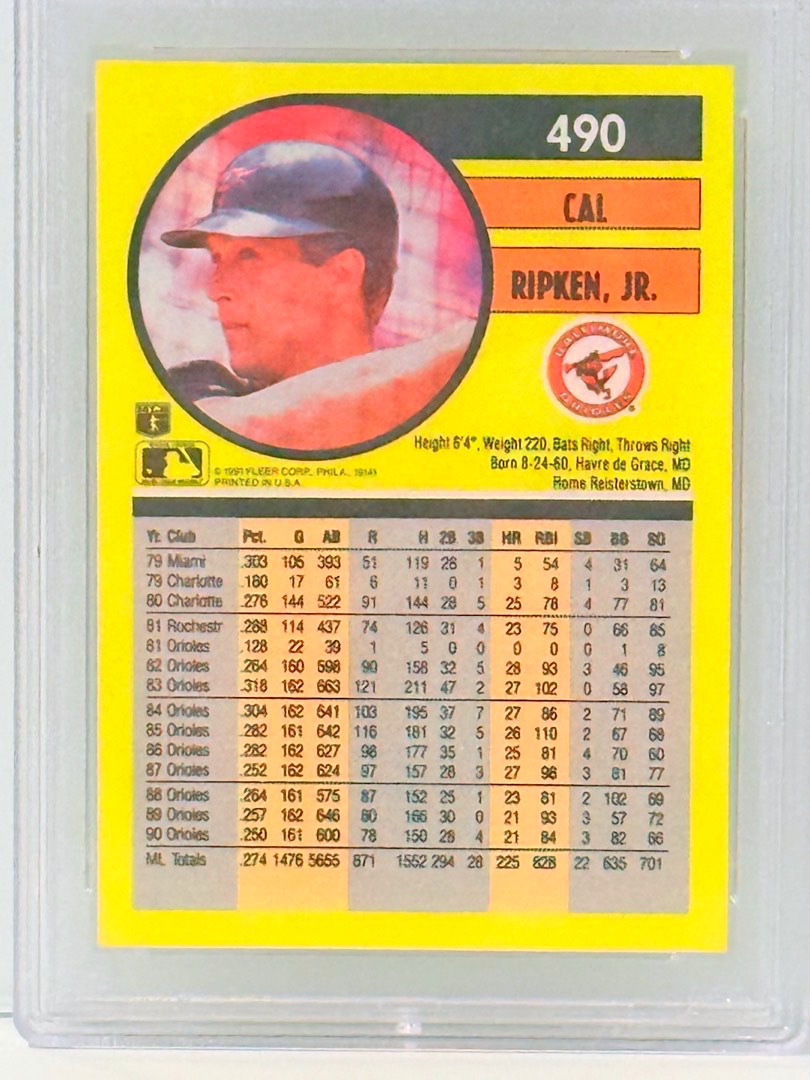 490
CAL
RIPKEN, JR.
BALTIMORE
ORIOLES
Height 6'4", Weight 220, Bats Right, Throws Right
Born 8-24-60, Havre de Grace, MD
Home Reisterstown, MD
© 1991 FLEER CORP., PHILA., 19141
PRINTED IN U.S.A.
Yr. Club Pct. G AB R H 2B 3B HR RBI SB BB SO
79 Miami .303 105 393 51 119 28 1 5 54 4 31 64
79 Charlotte .180 17 61 6 11 0 1 3 8 1 3 13
80 Charlotte .276 144 522 91 144 28 5 25 78 4 77 81
81 Rochestr .288 114 437 74 126 31 4 23 75 0 66 85
81 Orioles .128 22 39 1 5 0 0 0 0 0 1 8
82 Orioles .264 160 598 90 158 32 5 28 93 3 46 95
83 Orioles .318 162 663 121 211 47 2 27 102 0 58 97
84 Orioles .304 162 641 103 195 37 7 27 86 2 71 89
85 Orioles .282 161 642 116 181 32 5 26 110 2 67 68
86 Orioles .282 162 627 98 177 35 1 25 81 4 70 60
87 Orioles .252 162 624 97 157 28 3 27 98 3 81 77
88 Orioles .264 161 575 87 152 25 1 23 81 2 102 69
89 Orioles .257 162 646 80 166 30 0 21 93 3 57 72
90 Orioles .250 161 600 78 150 28 4 21 84 3 82 66
ML Totals .274 1476 5655 871 1552 294 28 225 828 22 635 701